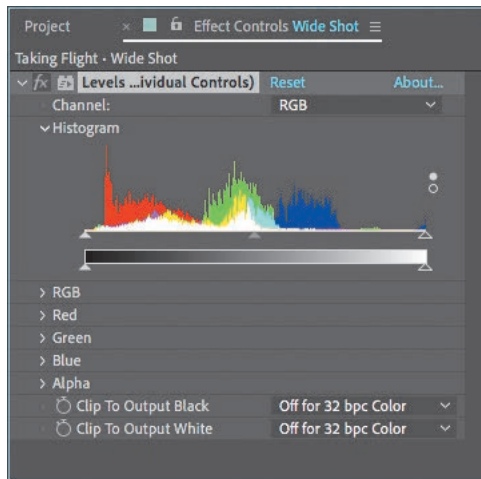 Project × Effect Controls Wide Shot
Taking Flight • Wide Shot
fx Levels ...ividual Controls) Reset About...
Channel: RGB
Histogram
RGB
Red
Green
Blue
Alpha
Clip To Output Black Off for 32 bpc Color
Clip To Output White Off for 32 bpc Color